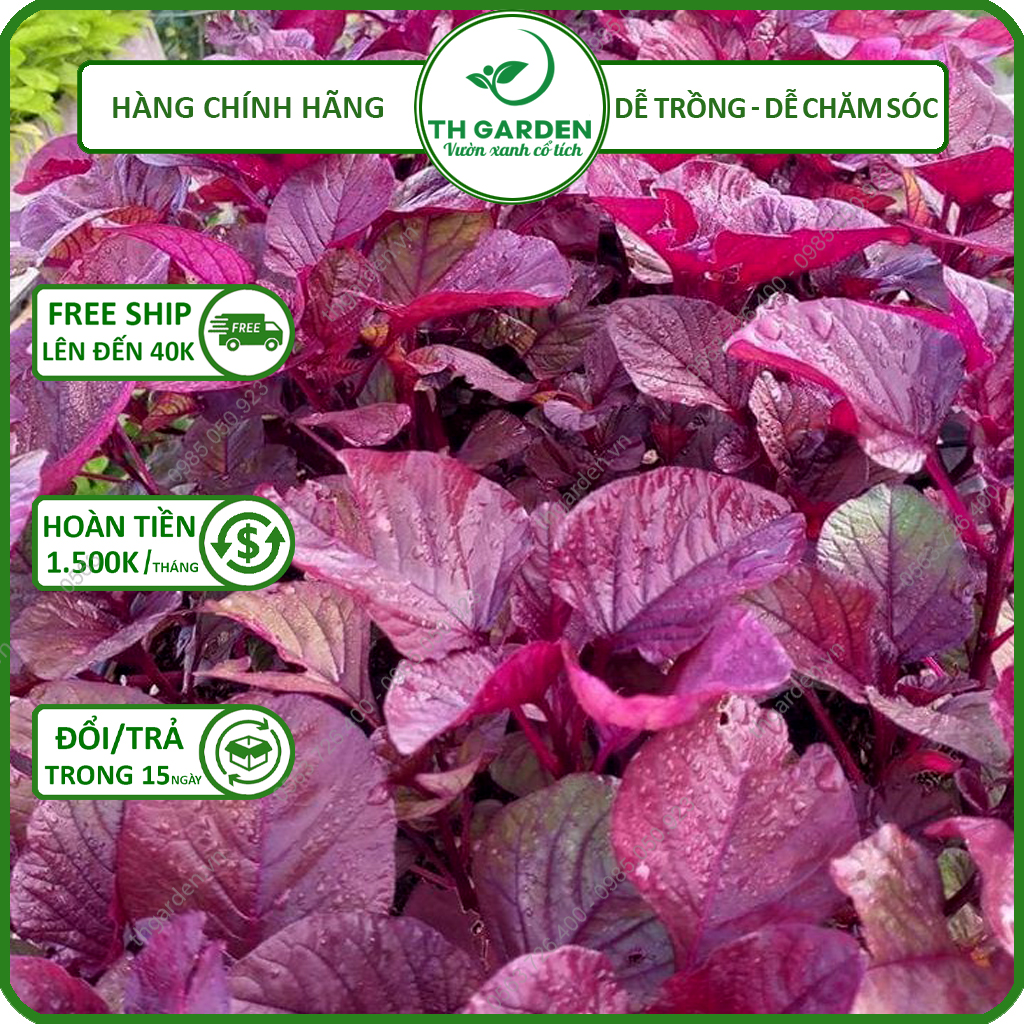 HÀNG CHÍNH HÃNG
TH GARDEN
Vườn xanh cổ tích
DỄ TRỒNG - DỄ CHĂM SÓC
FREE SHIP
LÊN ĐẾN 40K
FREE
HOÀN TIỀN
1.500K/THÁNG
$
ĐỔI/TRẢ
TRONG 15NGÀY